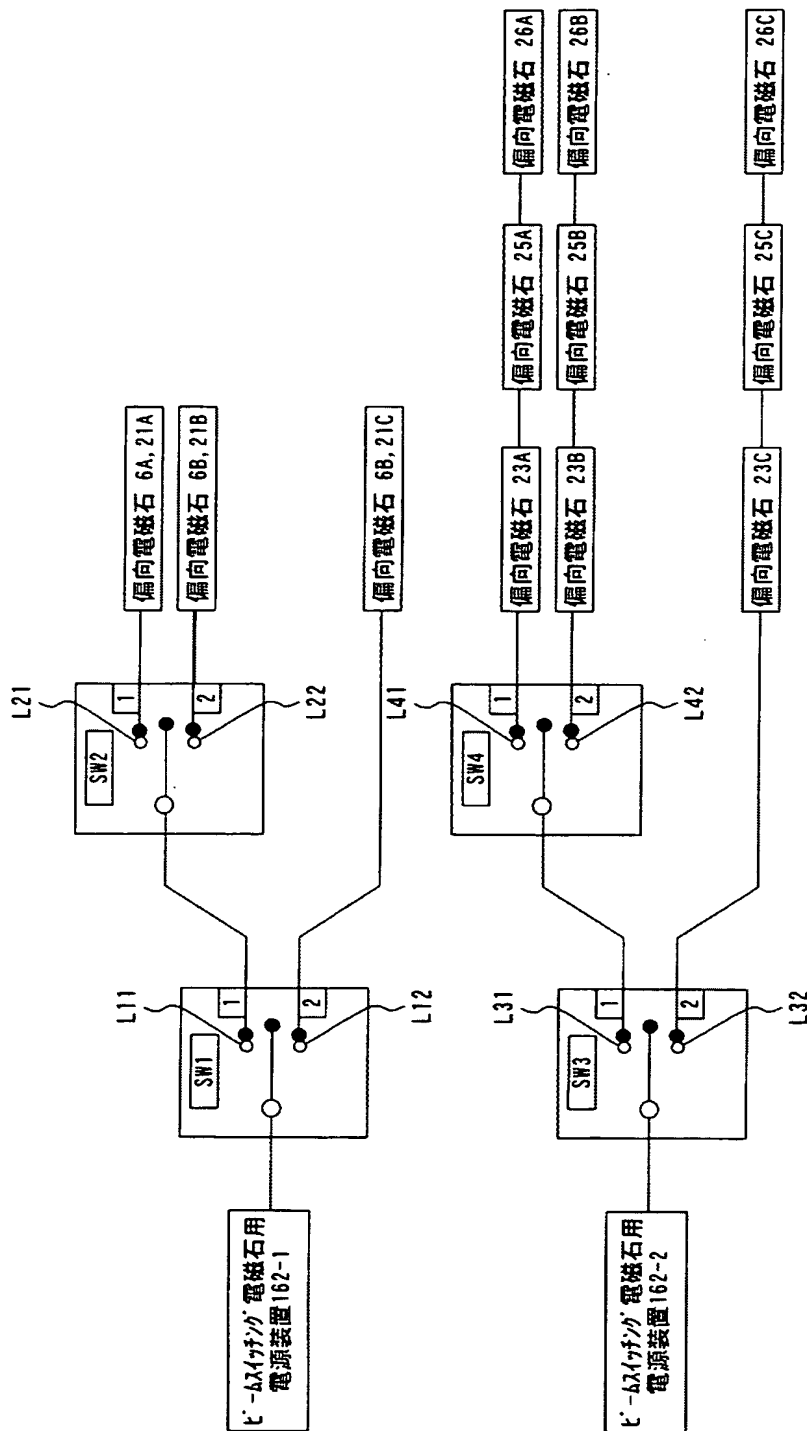 ﾋﾞｰﾑｽｲｯﾁﾝｸﾞ電磁石用
電源装置162-1
SW1
1
2
L11
L12
SW2
1
2
L21
L22
偏向電磁石 6A,21A
偏向電磁石 6B,21B
偏向電磁石 6B,21C
ﾋﾞｰﾑｽｲｯﾁﾝｸﾞ電磁石用
電源装置162-2
SW3
1
2
L31
L32
SW4
1
2
L41
L42
偏向電磁石 23A
偏向電磁石 25A
偏向電磁石 26A
偏向電磁石 23B
偏向電磁石 25B
偏向電磁石 26B
偏向電磁石 23C
偏向電磁石 25C
偏向電磁石 26C